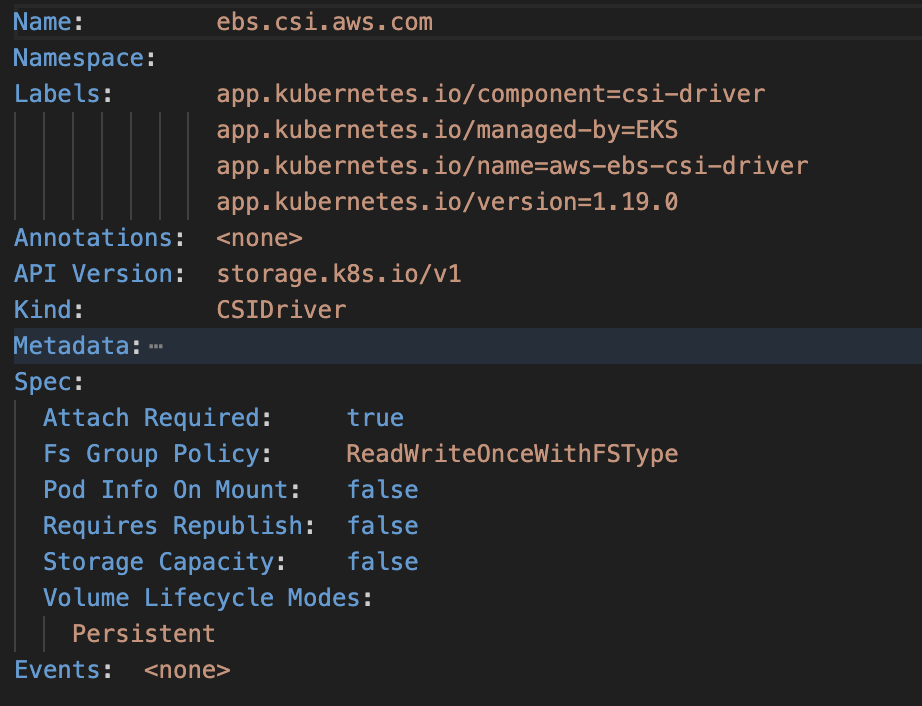 Name:         ebs.csi.aws.com
Namespace:
Labels:       app.kubernetes.io/component=csi-driver
              app.kubernetes.io/managed-by=EKS
              app.kubernetes.io/name=aws-ebs-csi-driver
              app.kubernetes.io/version=1.19.0
Annotations:  <none>
API Version:  storage.k8s.io/v1
Kind:         CSIDriver
Metadata: ⋯
Spec:
  Attach Required:     true
  Fs Group Policy:     ReadWriteOnceWithFSType
  Pod Info On Mount:   false
  Requires Republish:  false
  Storage Capacity:    false
  Volume Lifecycle Modes:
    Persistent
Events:  <none>